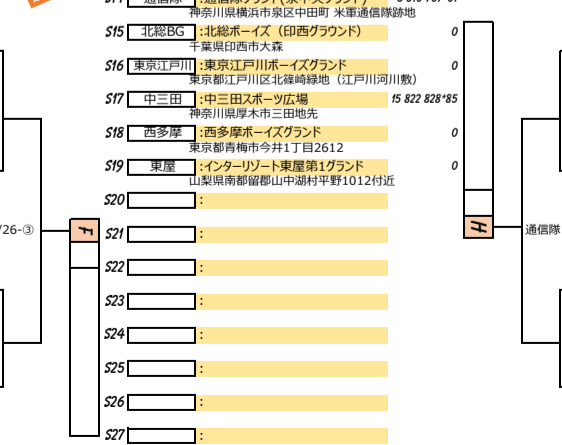 神奈川県横浜市泉区中田町 米軍通信隊跡地
S15 北総BG :北総ボーイズ（印西グラウンド） 0
千葉県印西市大森
S16 東京江戸川 :東京江戸川ボーイズグランド 0
東京都江戸川区北篠崎緑地（江戸川河川敷）
S17 中三田 :中三田スポーツ広場 15 822 828*85
神奈川県厚木市三田地先
S18 西多摩 :西多摩ボーイズグランド 0
東京都青梅市今井1丁目2612
S19 東屋 :インターリゾート東屋第1グランド 0
山梨県南都留郡山中湖村平野1012付近
S20 :
/26-③ F S21 : H 通信隊
S22 :
S23 :
S24 :
S25 :
S26 :
S27 :